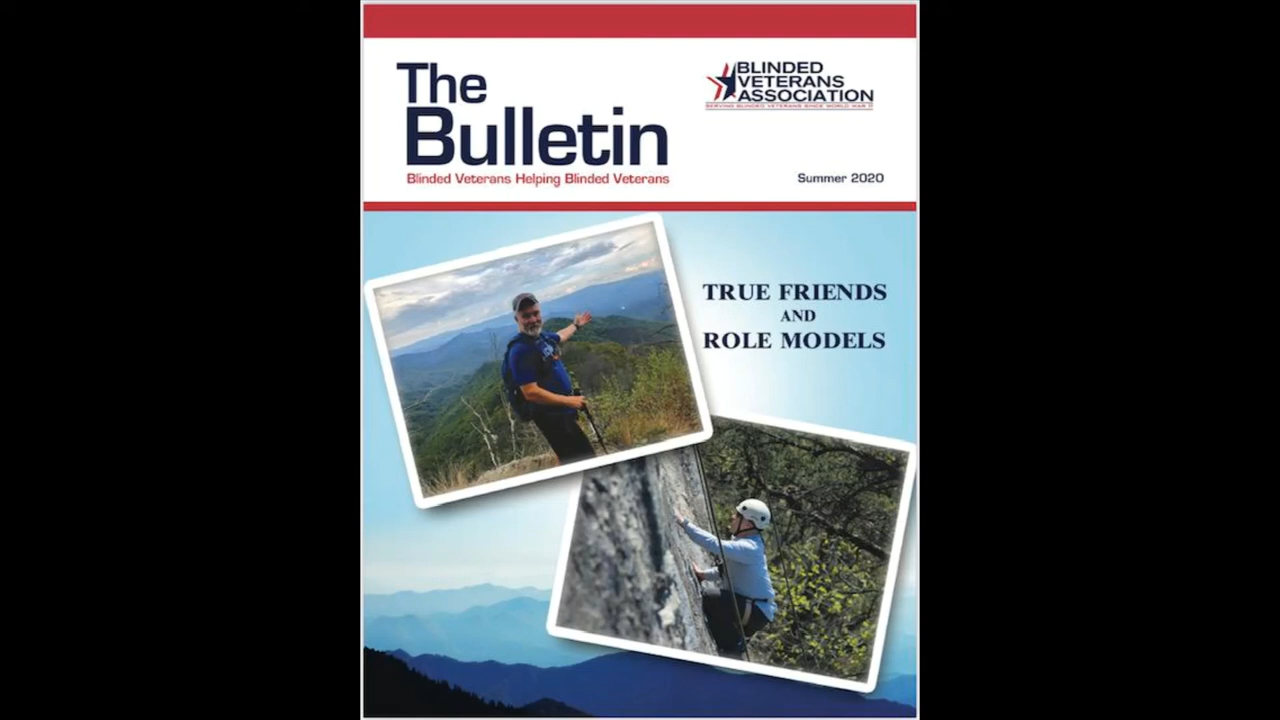 The
Bulletin
Blinded Veterans Helping Blinded Veterans
BLINDED
VETERANS
ASSOCIATION
SERVING BLINDED VETERANS SINCE WORLD WAR II
Summer 2020
TRUE FRIENDS
AND
ROLE MODELS